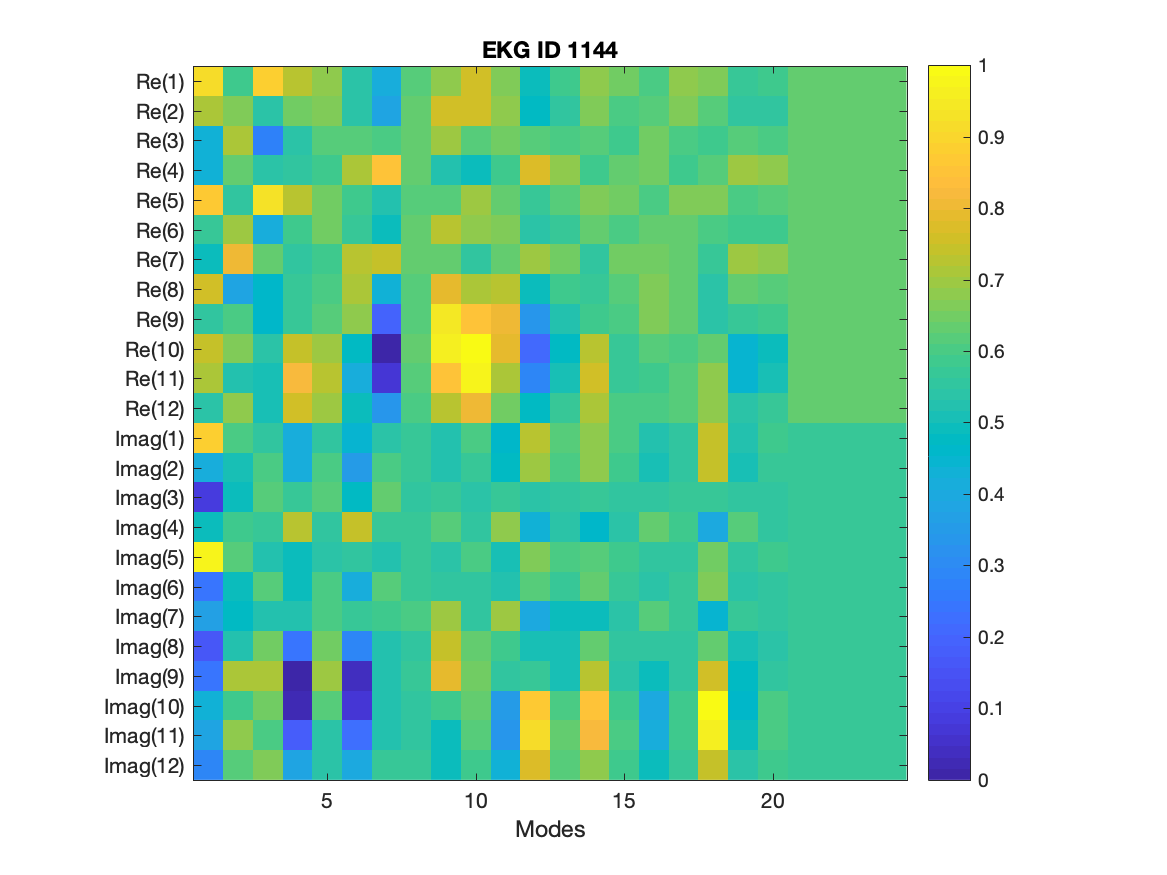 EKG ID 1144
Re(1)
Re(2)
Re(3)
Re(4)
Re(5)
Re(6)
Re(7)
Re(8)
Re(9)
Re(10)
Re(11)
Re(12)
Imag(1)
Imag(2)
Imag(3)
Imag(4)
Imag(5)
Imag(6)
Imag(7)
Imag(8)
Imag(9)
Imag(10)
Imag(11)
Imag(12)
5 10 15 20
Modes
1
0.9
0.8
0.7
0.6
0.5
0.4
0.3
0.2
0.1
0